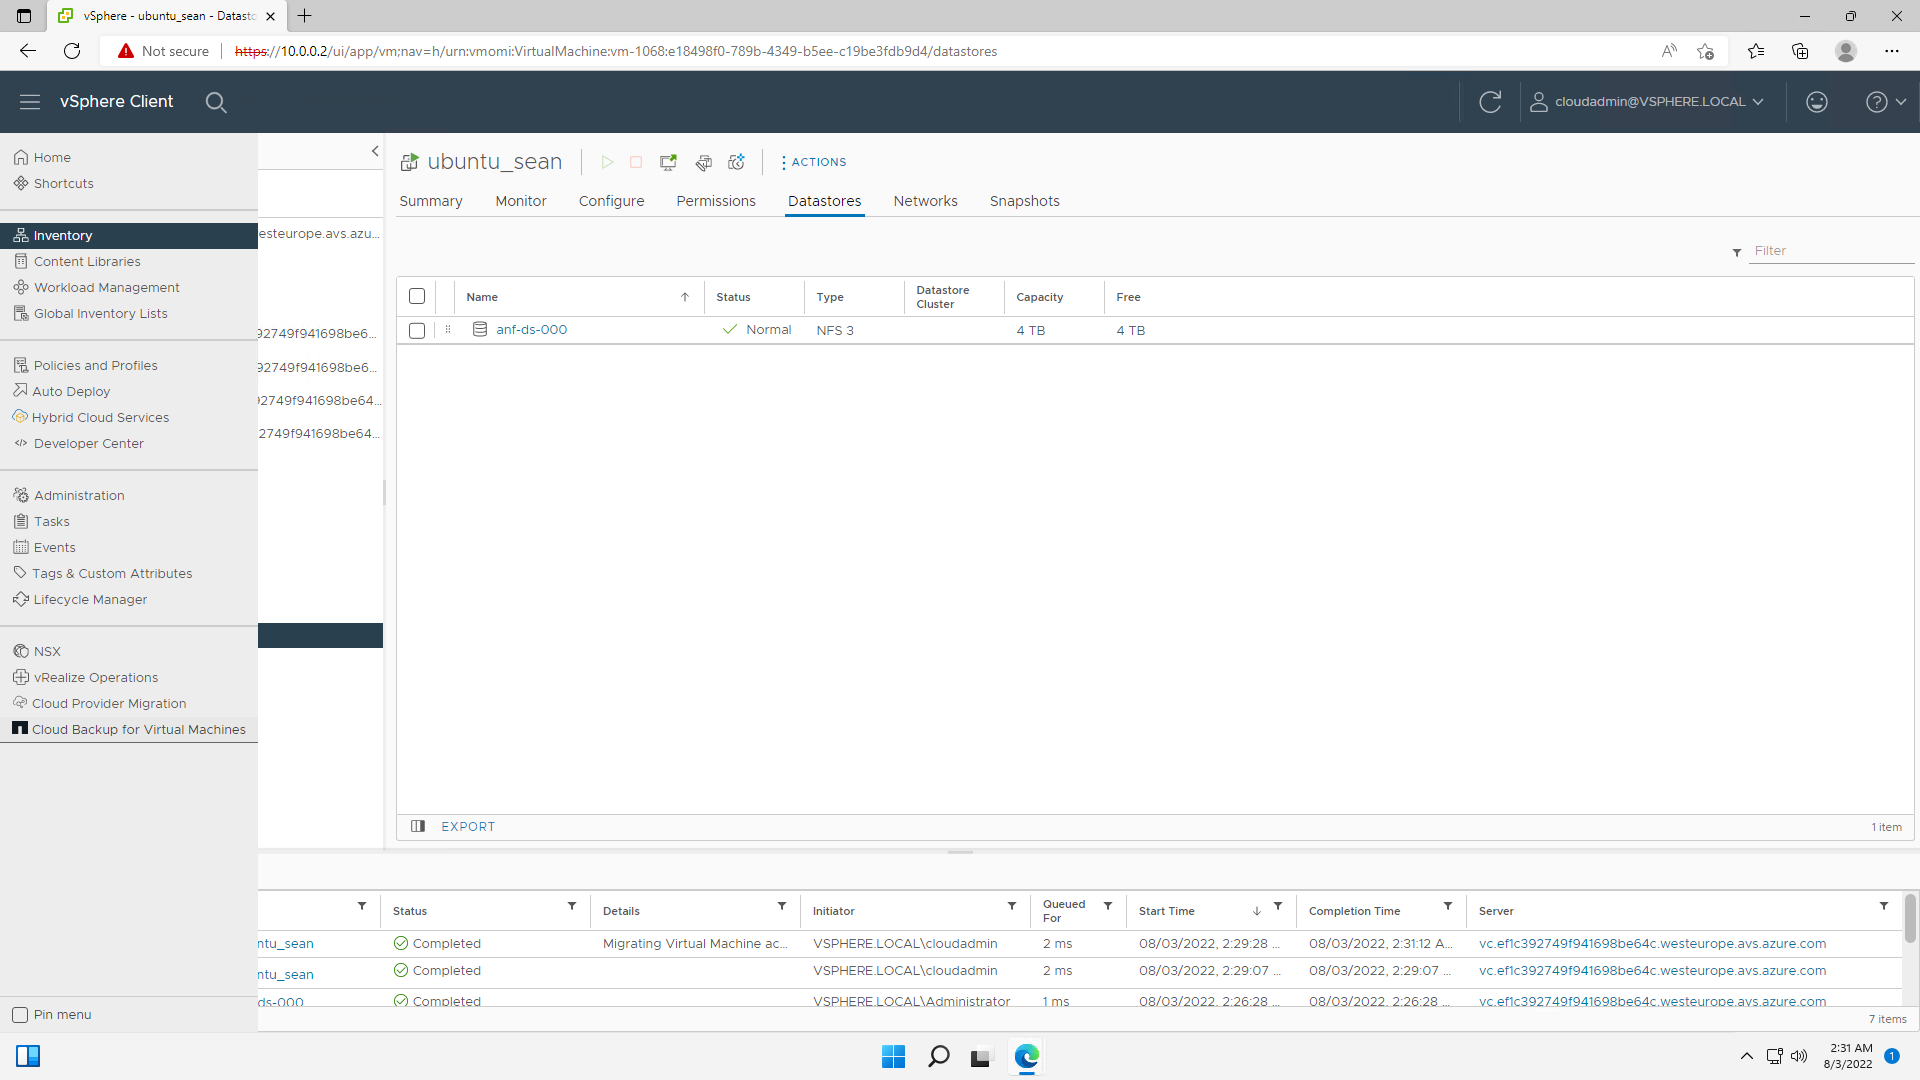 vSphere - ubuntu_sean - Datasto
Not secure
https://10.0.0.2/ui/app/vm;nav=h/urn:vmomi:VirtualMachine:vm-1068:e18498f0-789b-4349-b5ee-c19be3fdb9d4/datastores
vSphere Client
cloudadmin@VSPHERE.LOCAL
Home
Shortcuts
Inventory
Content Libraries
Workload Management
Global Inventory Lists
Policies and Profiles
Auto Deploy
Hybrid Cloud Services
Developer Center
Administration
Tasks
Events
Tags & Custom Attributes
Lifecycle Manager
NSX
vRealize Operations
Cloud Provider Migration
Cloud Backup for Virtual Machines
Pin menu
esteurope.avs.azu...
92749f941698be6...
92749f941698be6...
92749f941698be64...
2749f941698be64...
ubuntu_sean
ACTIONS
Summary Monitor Configure Permissions Datastores Networks Snapshots
Filter
Name Status Type Datastore Cluster Capacity Free
anf-ds-000 Normal NFS 3 4 TB 4 TB
EXPORT
1 item
Status Details Initiator Queued For Start Time Completion Time Server
ntu_sean Completed Migrating Virtual Machine ac... VSPHERE.LOCAL\cloudadmin 2 ms 08/03/2022, 2:29:28 ... 08/03/2022, 2:31:12 A... vc.ef1c392749f941698be64c.westeurope.avs.azure.com
ntu_sean Completed VSPHERE.LOCAL\cloudadmin 2 ms 08/03/2022, 2:29:07 ... 08/03/2022, 2:29:07 ... vc.ef1c392749f941698be64c.westeurope.avs.azure.com
ds-000 Completed VSPHERE.LOCAL\Administrator 1 ms 08/03/2022, 2:26:28 ... 08/03/2022, 2:26:28 ... vc.ef1c392749f941698be64c.westeurope.avs.azure.com
7 items
2:31 AM
8/3/2022
1